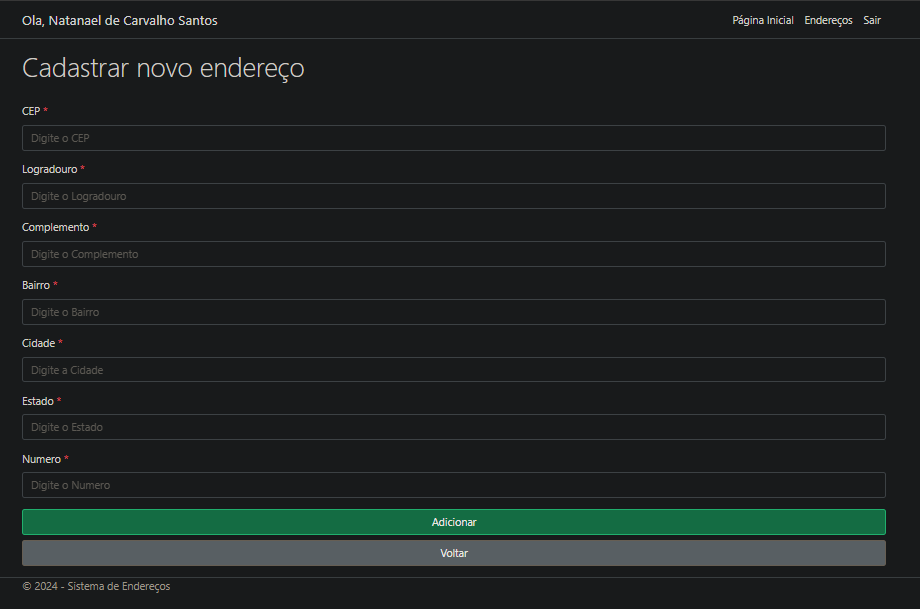 Ola, Natanael de Carvalho Santos
Página Inicial Endereços Sair
Cadastrar novo endereço
CEP *
Digite o CEP
Logradouro *
Digite o Logradouro
Complemento *
Digite o Complemento
Bairro *
Digite o Bairro
Cidade *
Digite a Cidade
Estado *
Digite o Estado
Numero *
Digite o Numero
Adicionar
Voltar
© 2024 - Sistema de Endereços